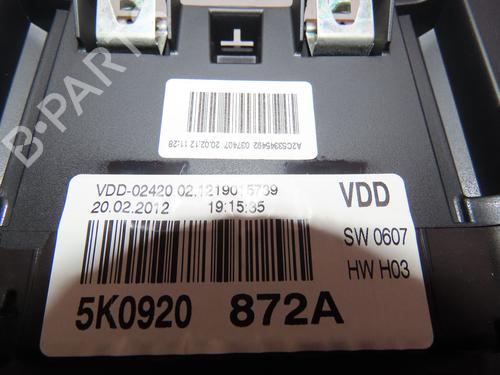 B-PARTS
A2C53345492 037407 20.02.12 11:28
VDD-02420 02.1219015739
20.02.2012 19:15:35
VDD
SW 0607
HW H03
5K0920 872A